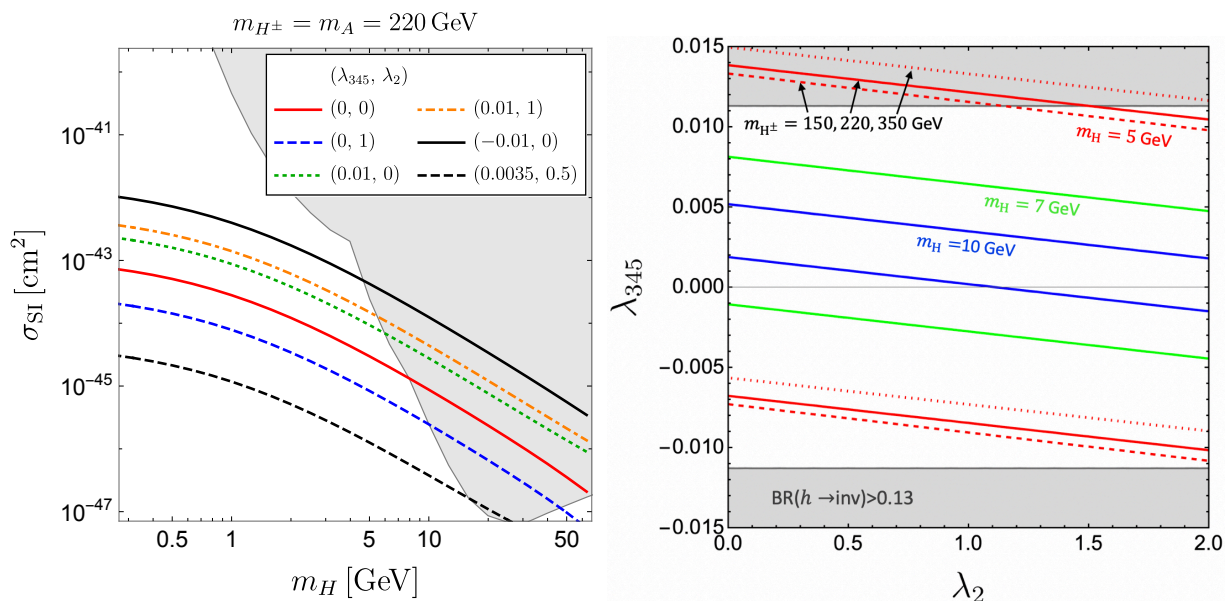 m_{H^±} = m_A = 220 GeV
(λ_{345}, λ_2)
(0, 0)
(0.01, 1)
(0, 1)
(−0.01, 0)
(0.01, 0)
(0.0035, 0.5)
10^{−41}
10^{−43}
10^{−45}
10^{−47}
σ_{SI} [cm^2]
0.5 1 5 10 50
m_H [GeV]
0.015
0.010
0.005
0.000
−0.005
−0.010
−0.015
λ_{345}
m_{H^±} = 150, 220, 350 GeV
m_H = 5 GeV
m_H = 7 GeV
m_H = 10 GeV
BR(h →inv)>0.13
0.0 0.5 1.0 1.5 2.0
λ_2